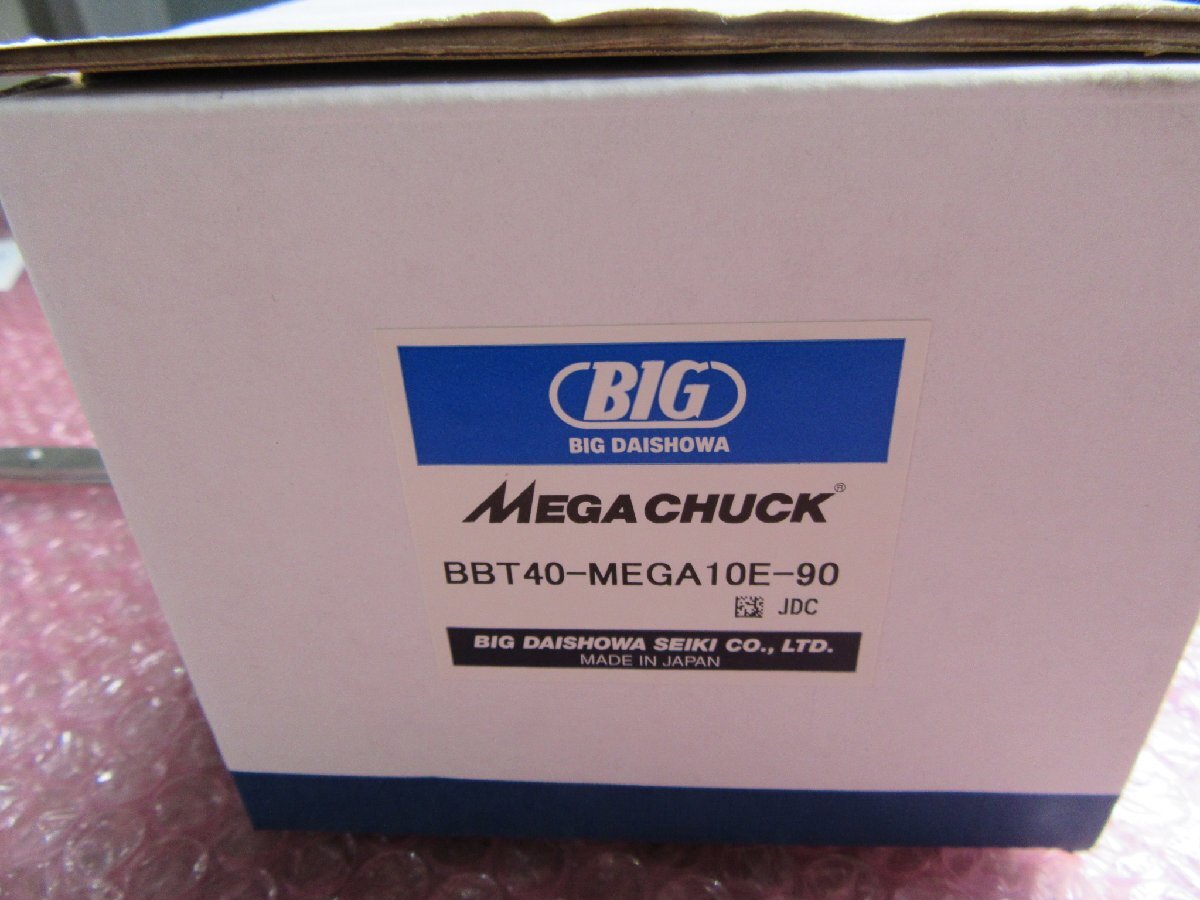 BIG
BIG DAISHOWA
MEGACHUCK®
BBT40-MEGA10E-90
JDC
BIG DAISHOWA SEIKI CO., LTD.
MADE IN JAPAN